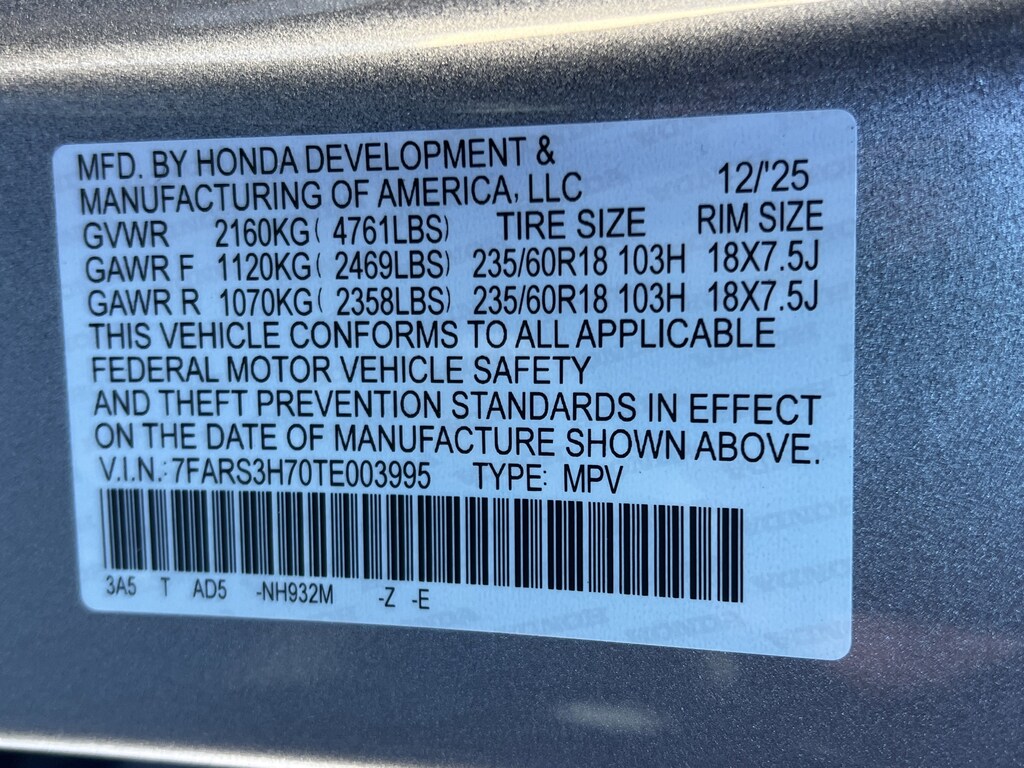 MFD. BY HONDA DEVELOPMENT &
MANUFACTURING OF AMERICA, LLC 12/'25
GVWR 2160KG( 4761LBS) TIRE SIZE RIM SIZE
GAWR F 1120KG( 2469LBS) 235/60R18 103H 18X7.5J
GAWR R 1070KG( 2358LBS) 235/60R18 103H 18X7.5J
THIS VEHICLE CONFORMS TO ALL APPLICABLE
FEDERAL MOTOR VEHICLE SAFETY
AND THEFT PREVENTION STANDARDS IN EFFECT
ON THE DATE OF MANUFACTURE SHOWN ABOVE.
V.I.N.: 7FARS3H70TE003995 TYPE: MPV
3A5 T AD5 -NH932M -Z -E